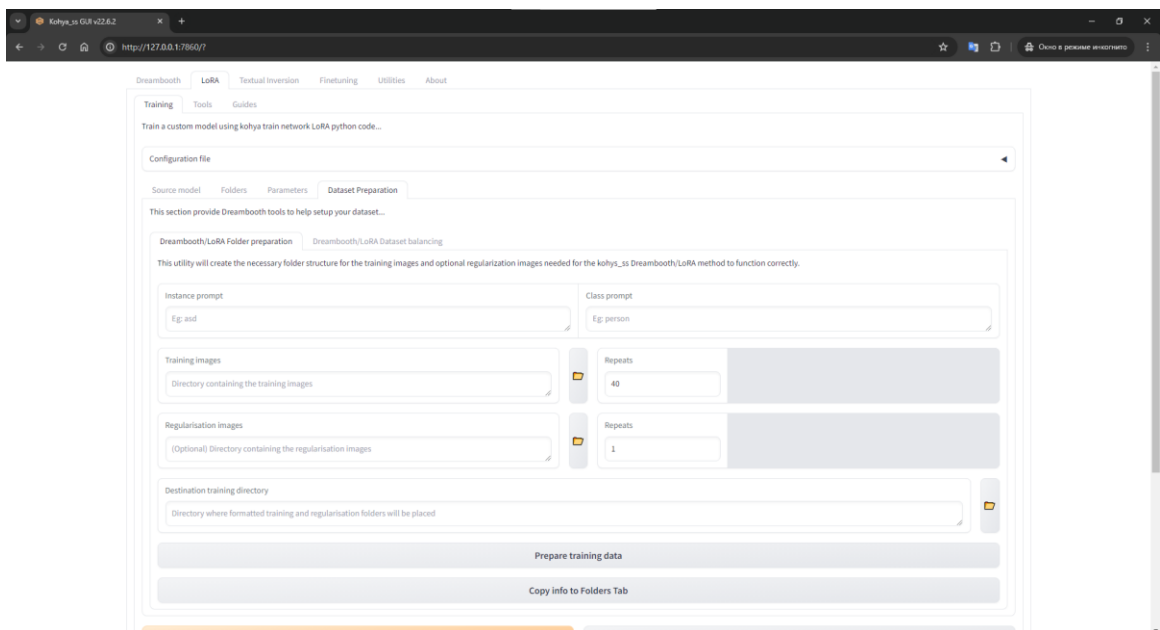 Kohya_ss GUI v22.6.2
http://127.0.0.1:7860/?
Окно в режиме инкогнито
Dreambooth LoRA Textual Inversion Finetuning Utilities About
Training Tools Guides
Train a custom model using kohya train network LoRA python code...
Configuration file
Source model Folders Parameters Dataset Preparation
This section provide Dreambooth tools to help setup your dataset...
Dreambooth/LoRA Folder preparation Dreambooth/LoRA Dataset balancing
This utility will create the necessary folder structure for the training images and optional regularization images needed for the kohys_ss Dreambooth/LoRA method to function correctly.
Instance prompt Class prompt
Eg: asd Eg: person
Training images Repeats
Directory containing the training images 40
Regularisation images Repeats
(Optional) Directory containing the regularisation images 1
Destination training directory
Directory where formatted training and regularisation folders will be placed
Prepare training data
Copy info to Folders Tab